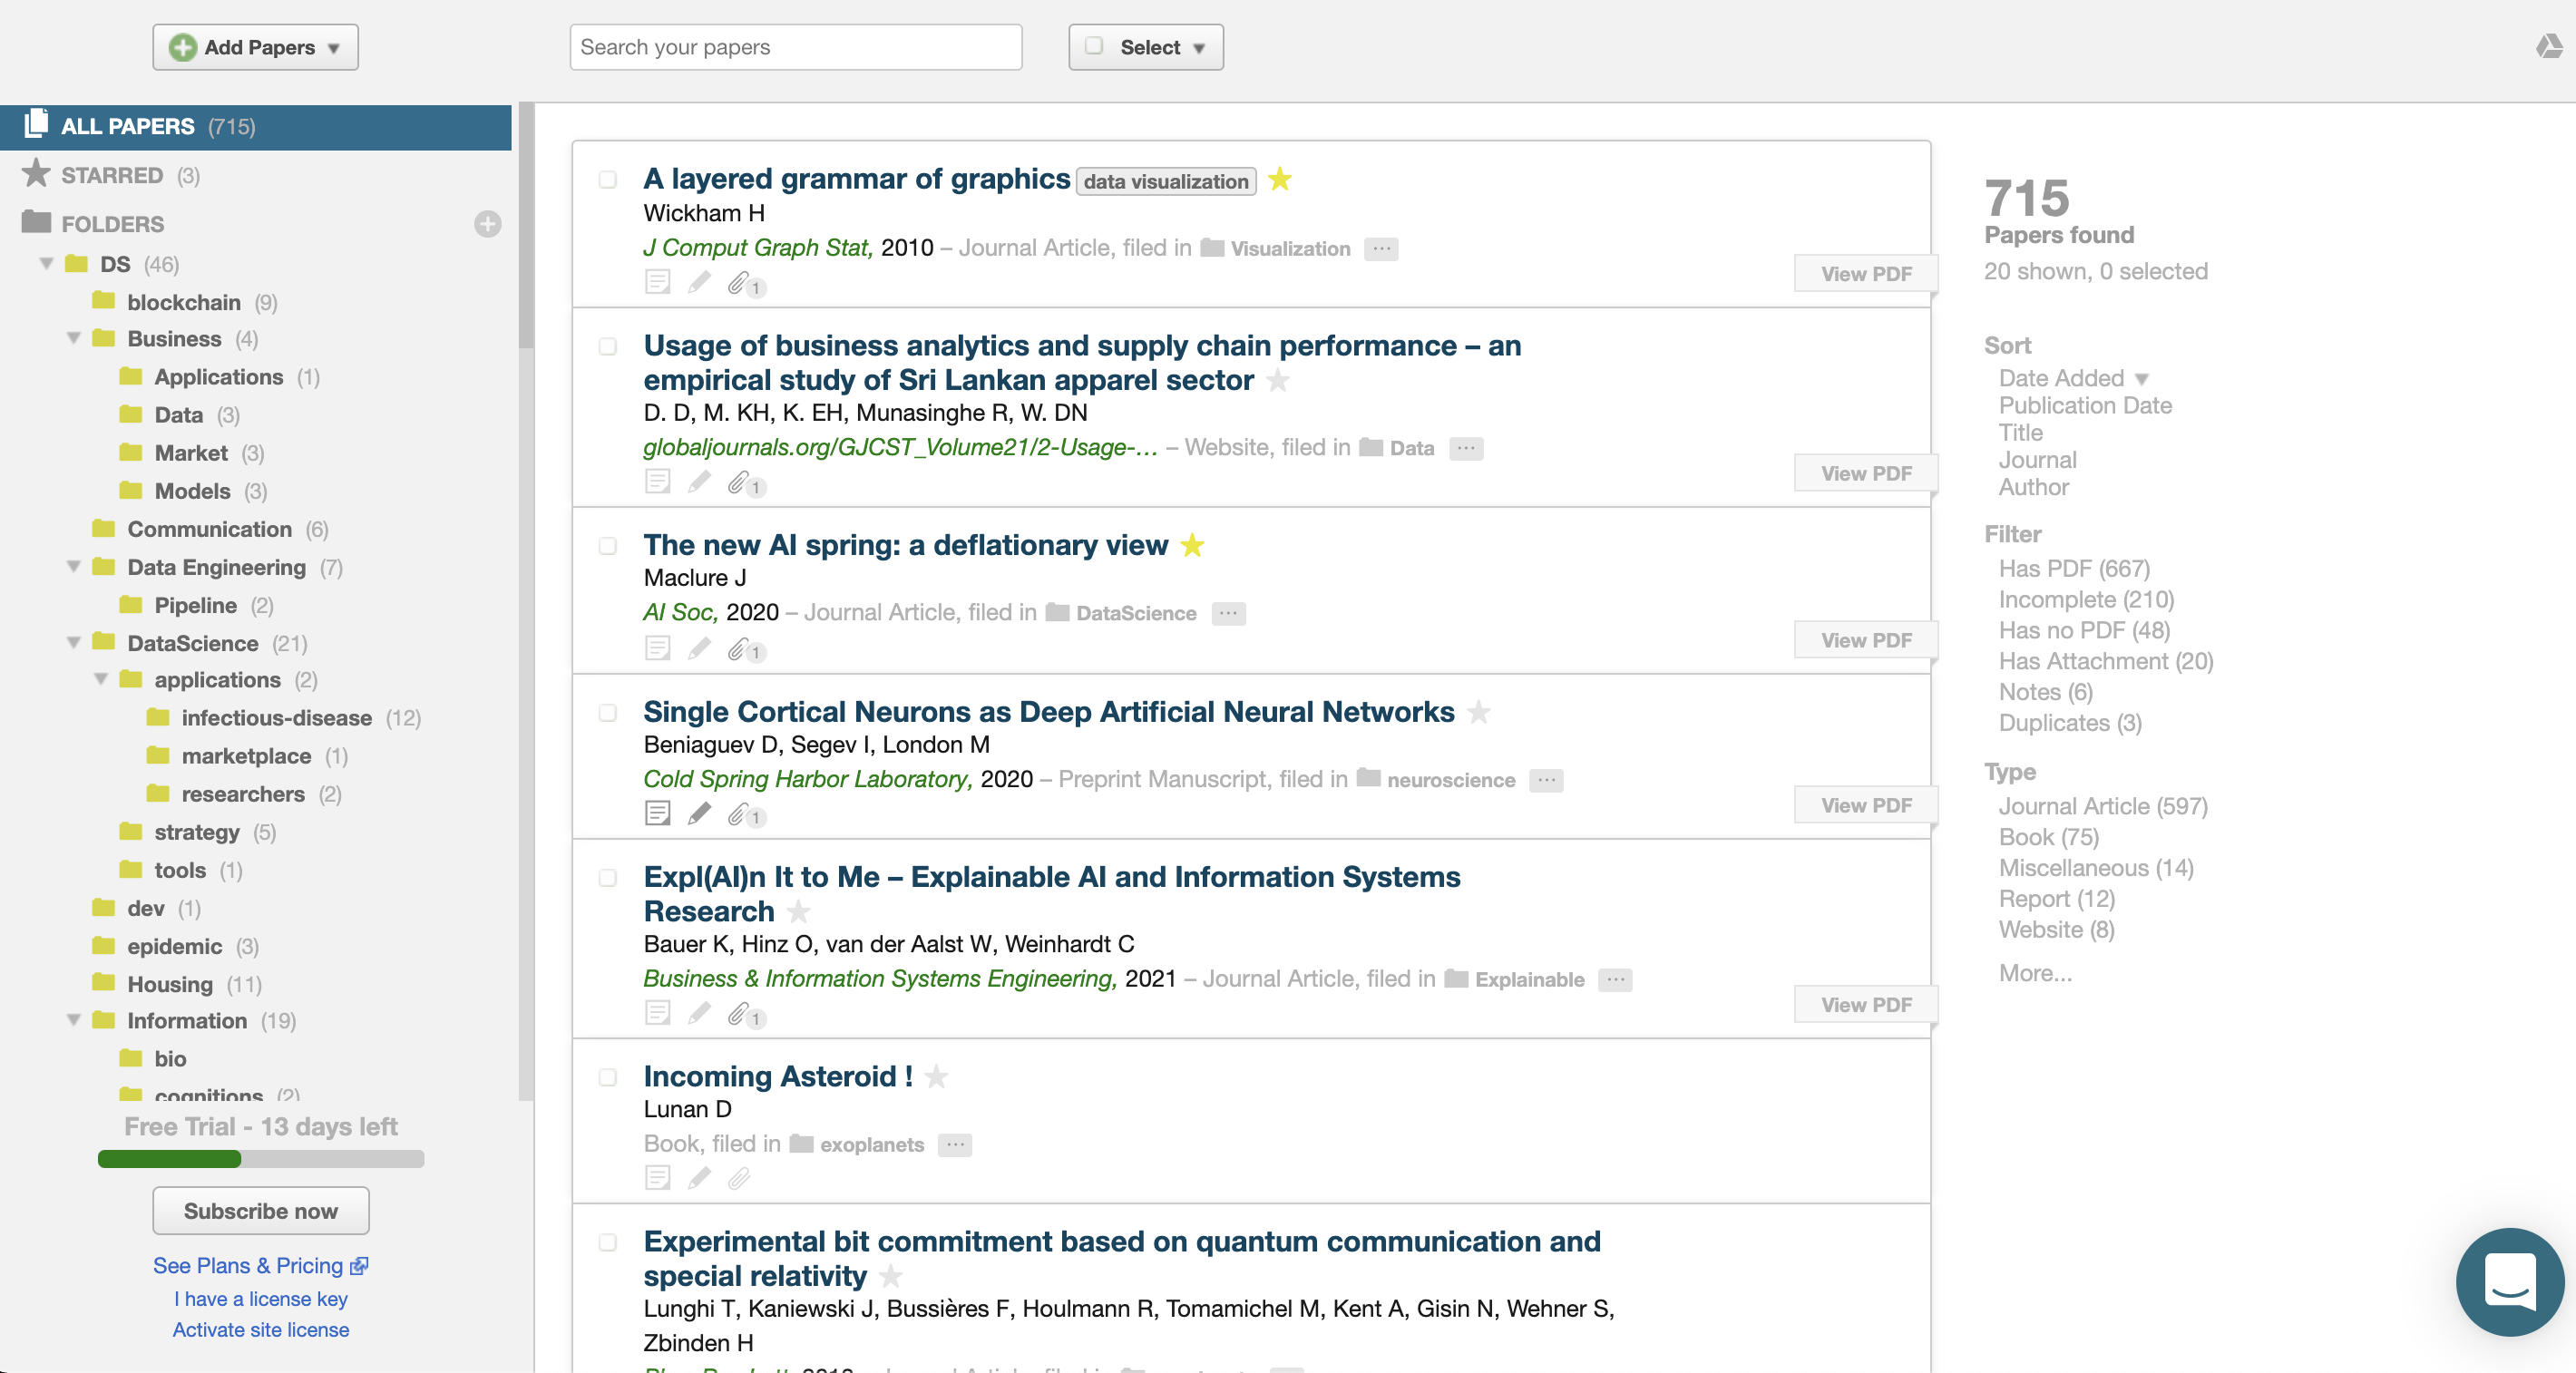 Add Papers
Search your papers
Select
ALL PAPERS (715)
STARRED (3)
FOLDERS
DS (46)
blockchain (9)
Business (4)
Applications (1)
Data (3)
Market (3)
Models (3)
Communication (6)
Data Engineering (7)
Pipeline (2)
DataScience (21)
applications (2)
infectious-disease (12)
marketplace (1)
researchers (2)
strategy (5)
tools (1)
dev (1)
epidemic (3)
Housing (11)
Information (19)
bio
cognitions (2)
Free Trial - 13 days left
Subscribe now
See Plans & Pricing
I have a license key
Activate site license
A layered grammar of graphics data visualization
Wickham H
J Comput Graph Stat, 2010 – Journal Article, filed in Visualization ...
1
View PDF
Usage of business analytics and supply chain performance – an
empirical study of Sri Lankan apparel sector
D. D, M. KH, K. EH, Munasinghe R, W. DN
globaljournals.org/GJCST_Volume21/2-Usage-... – Website, filed in Data ...
1
View PDF
The new AI spring: a deflationary view
Maclure J
AI Soc, 2020 – Journal Article, filed in DataScience ...
1
View PDF
Single Cortical Neurons as Deep Artificial Neural Networks
Beniaguev D, Segev I, London M
Cold Spring Harbor Laboratory, 2020 – Preprint Manuscript, filed in neuroscience ...
1
View PDF
Expl(AI)n It to Me – Explainable AI and Information Systems
Research
Bauer K, Hinz O, van der Aalst W, Weinhardt C
Business & Information Systems Engineering, 2021 – Journal Article, filed in Explainable ...
1
View PDF
Incoming Asteroid !
Lunan D
Book, filed in exoplanets ...
Experimental bit commitment based on quantum communication and
special relativity
Lunghi T, Kaniewski J, Bussières F, Houlmann R, Tomamichel M, Kent A, Gisin N, Wehner S,
Zbinden H
715
Papers found
20 shown, 0 selected
Sort
Date Added
Publication Date
Title
Journal
Author
Filter
Has PDF (667)
Incomplete (210)
Has no PDF (48)
Has Attachment (20)
Notes (6)
Duplicates (3)
Type
Journal Article (597)
Book (75)
Miscellaneous (14)
Report (12)
Website (8)
More...